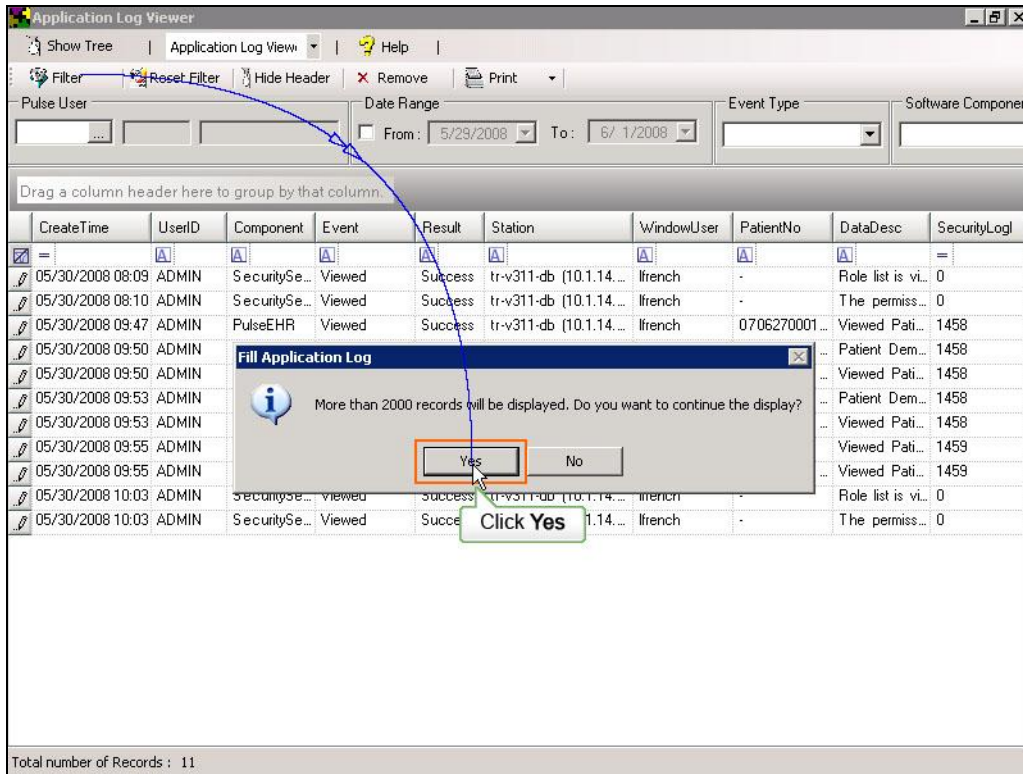 Application Log Viewer
Show Tree | Application Log View | Help |
Filter Reset Filter Hide Header Remove Print
Pulse User Date Range Event Type Software Componen
... From : 5/29/2008 To : 6/ 1/2008
Drag a column header here to group by that column.
CreateTime UserID Component Event Result Station WindowUser PatientNo DataDesc SecurityLogI
= A A A A A A A A =
05/30/2008 08:09 ADMIN SecuritySe... Viewed Success tr-v311-db (10.1.14.... lfrench - Role list is vi... 0
05/30/2008 08:10 ADMIN SecuritySe... Viewed Success tr-v311-db (10.1.14.... lfrench - The permiss... 0
05/30/2008 09:47 ADMIN PulseEHR Viewed Success tr-v311-db (10.1.14.... lfrench 0706270001... Viewed Pati... 1458
05/30/2008 09:50 ADMIN ... Patient Dem... 1458
05/30/2008 09:50 ADMIN ... Viewed Pati... 1458
05/30/2008 09:53 ADMIN ... Patient Dem... 1458
05/30/2008 09:53 ADMIN ... Viewed Pati... 1458
05/30/2008 09:55 ADMIN ... Viewed Pati... 1459
05/30/2008 09:55 ADMIN ... Viewed Pati... 1459
05/30/2008 10:03 ADMIN SecuritySe... Viewed Success tr-v311-db (10.1.14.... lfrench - Role list is vi... 0
05/30/2008 10:03 ADMIN SecuritySe... Viewed Succe 1.14.... lfrench - The permiss... 0
Fill Application Log
More than 2000 records will be displayed. Do you want to continue the display?
Yes No
Click Yes
Total number of Records : 11